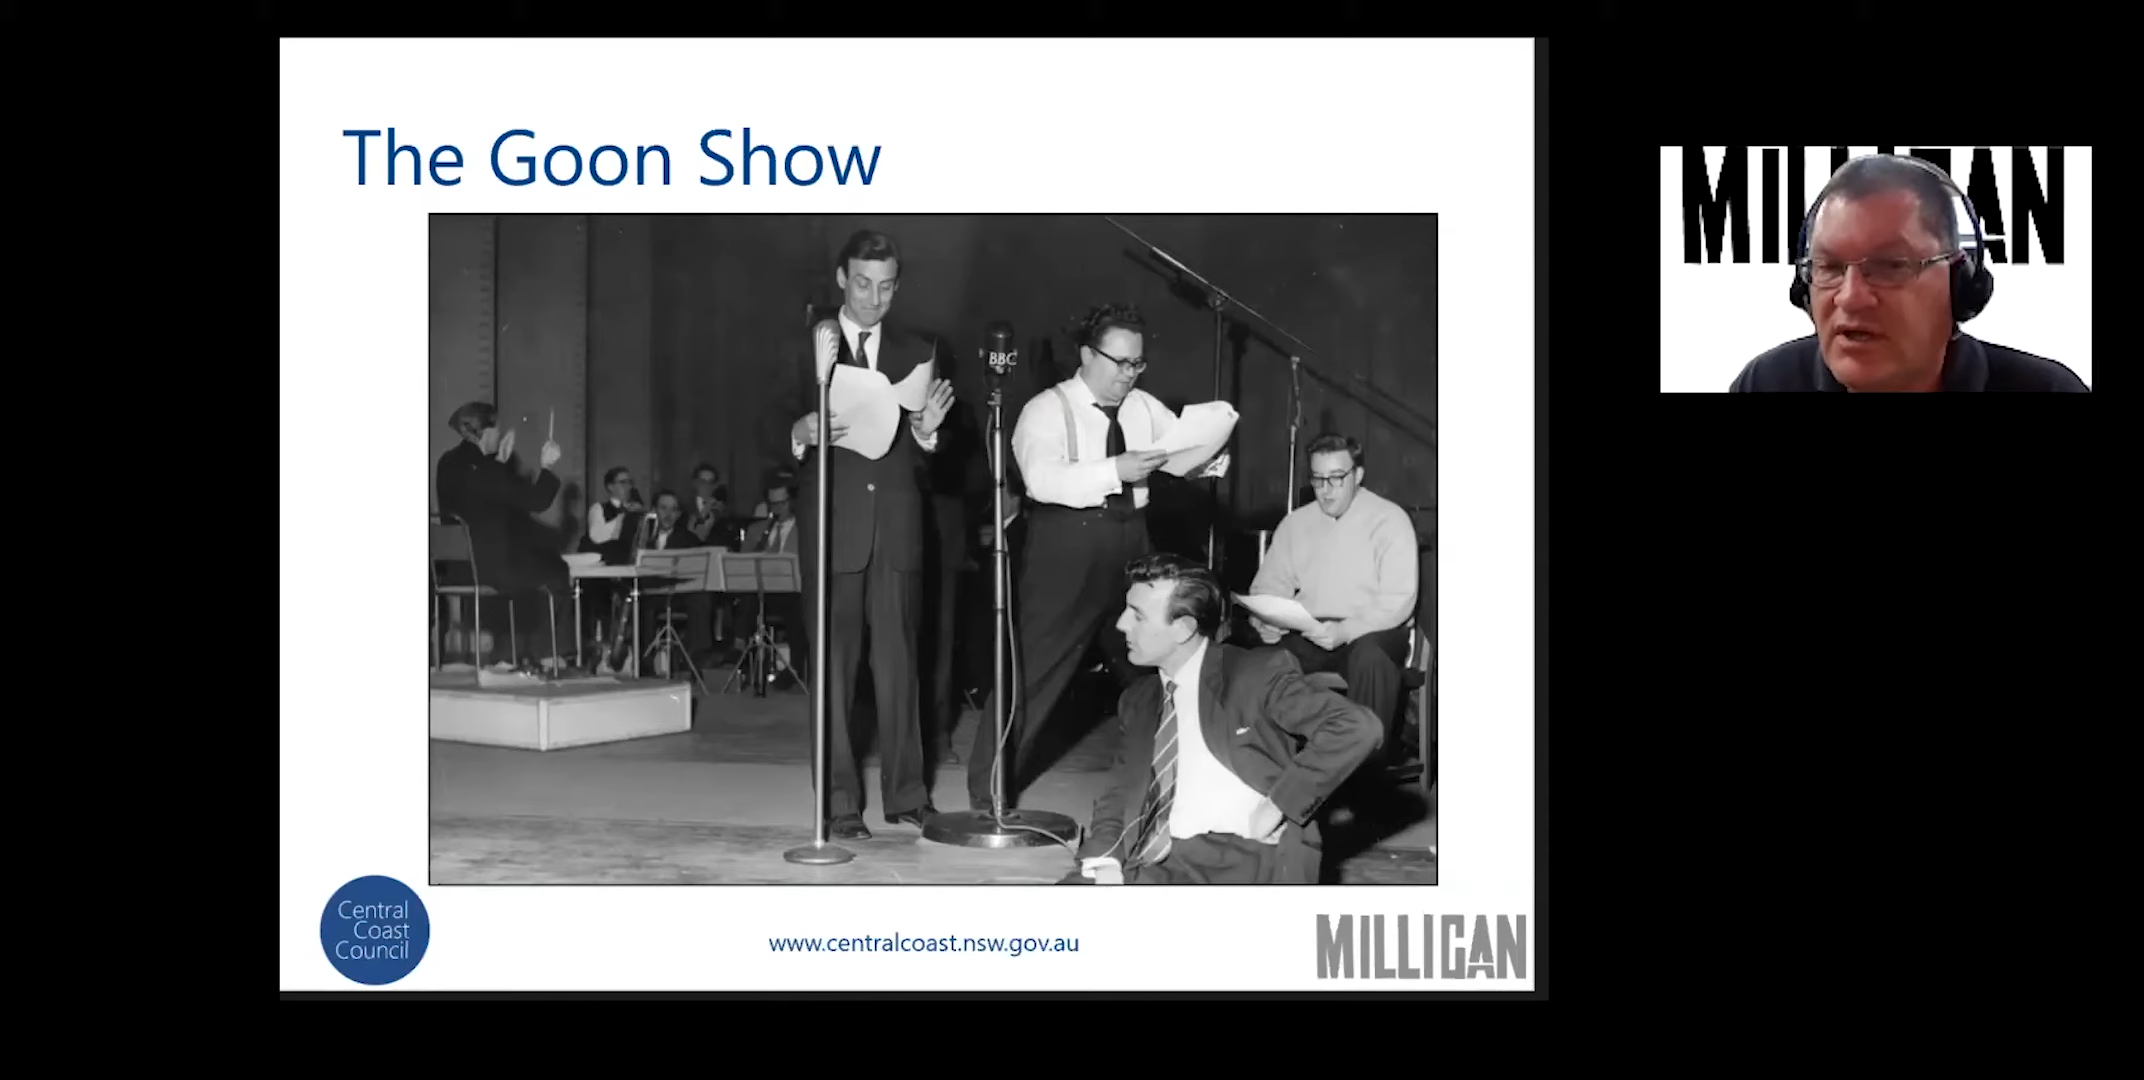 The Goon Show
BBC
Central
Coast
Council
www.centralcoast.nsw.gov.au
MILLIGAN